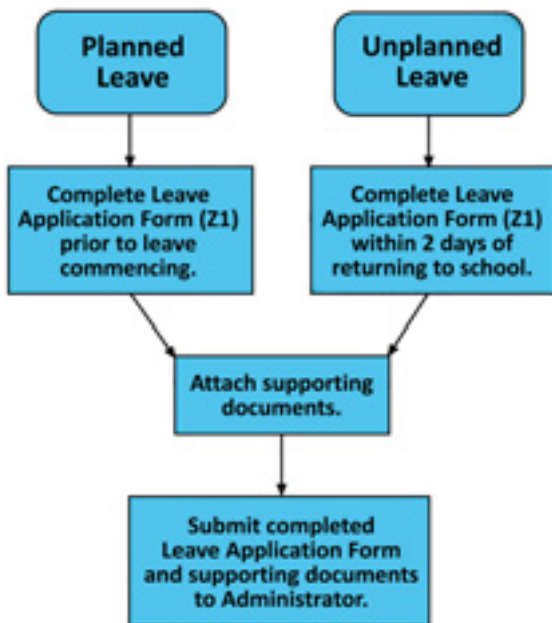 Planned
Leave
Unplanned
Leave
Complete Leave
Application Form (Z1)
prior to leave
commencing.
Complete Leave
Application Form (Z1)
within 2 days of
returning to school.
Attach supporting
documents.
Submit completed
Leave Application Form
and supporting documents
to Administrator.